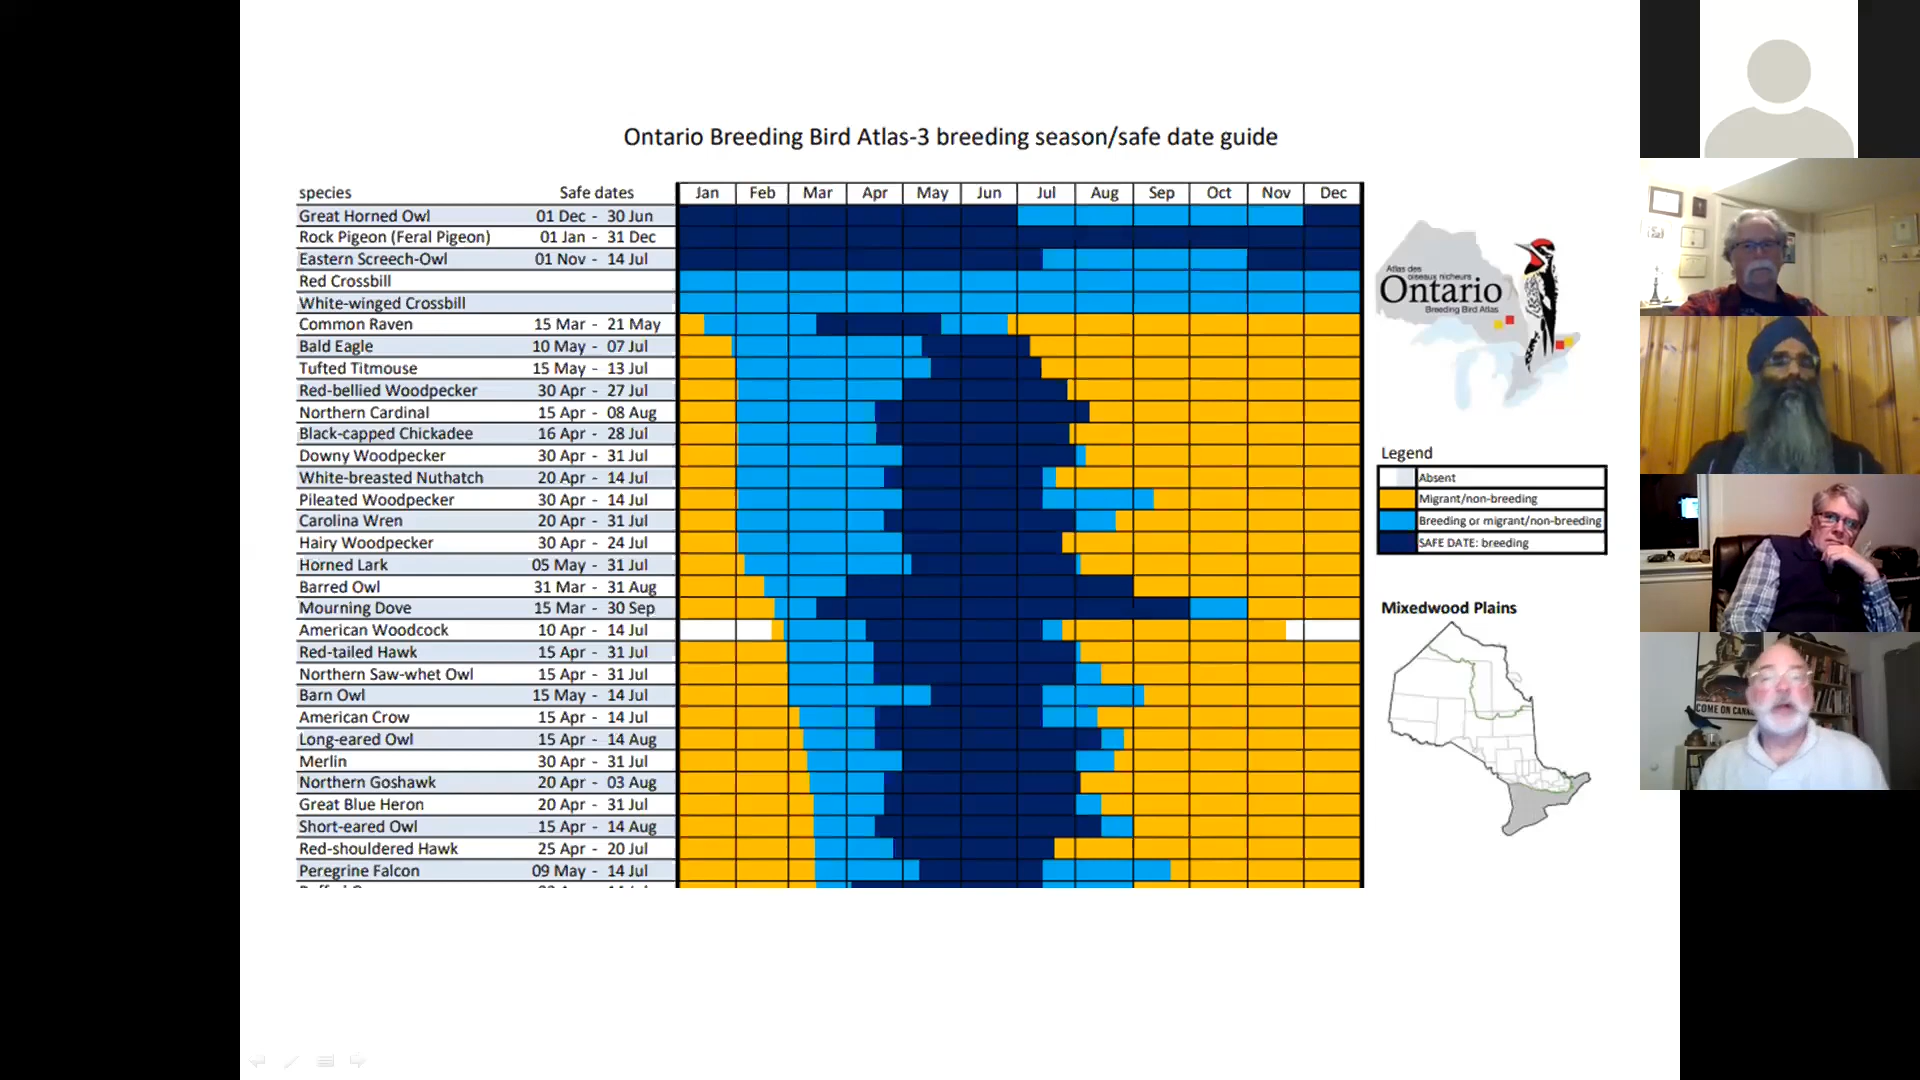 Ontario Breeding Bird Atlas-3 breeding season/safe date guide
species Safe dates Jan Feb Mar Apr May Jun Jul Aug Sep Oct Nov Dec
Great Horned Owl 01 Dec - 30 Jun
Rock Pigeon (Feral Pigeon) 01 Jan - 31 Dec
Eastern Screech-Owl 01 Nov - 14 Jul
Red Crossbill
White-winged Crossbill
Common Raven 15 Mar - 21 May
Bald Eagle 10 May - 07 Jul
Tufted Titmouse 15 May - 13 Jul
Red-bellied Woodpecker 30 Apr - 27 Jul
Northern Cardinal 15 Apr - 08 Aug
Black-capped Chickadee 16 Apr - 28 Jul
Downy Woodpecker 30 Apr - 31 Jul
White-breasted Nuthatch 20 Apr - 14 Jul
Pileated Woodpecker 30 Apr - 14 Jul
Carolina Wren 20 Apr - 31 Jul
Hairy Woodpecker 30 Apr - 24 Jul
Horned Lark 05 May - 31 Jul
Barred Owl 31 Mar - 31 Aug
Mourning Dove 15 Mar - 30 Sep
American Woodcock 10 Apr - 14 Jul
Red-tailed Hawk 15 Apr - 31 Jul
Northern Saw-whet Owl 15 Apr - 31 Jul
Barn Owl 15 May - 14 Jul
American Crow 15 Apr - 14 Jul
Long-eared Owl 15 Apr - 14 Aug
Merlin 30 Apr - 31 Jul
Northern Goshawk 20 Apr - 03 Aug
Great Blue Heron 20 Apr - 31 Jul
Short-eared Owl 15 Apr - 14 Aug
Red-shouldered Hawk 25 Apr - 20 Jul
Peregrine Falcon 09 May - 14 Jul
Atlas des
oiseaux nicheurs
Ontario
Breeding Bird Atlas
Legend
Absent
Migrant/non-breeding
Breeding or migrant/non-breeding
SAFE DATE: breeding
Mixedwood Plains
COME ON